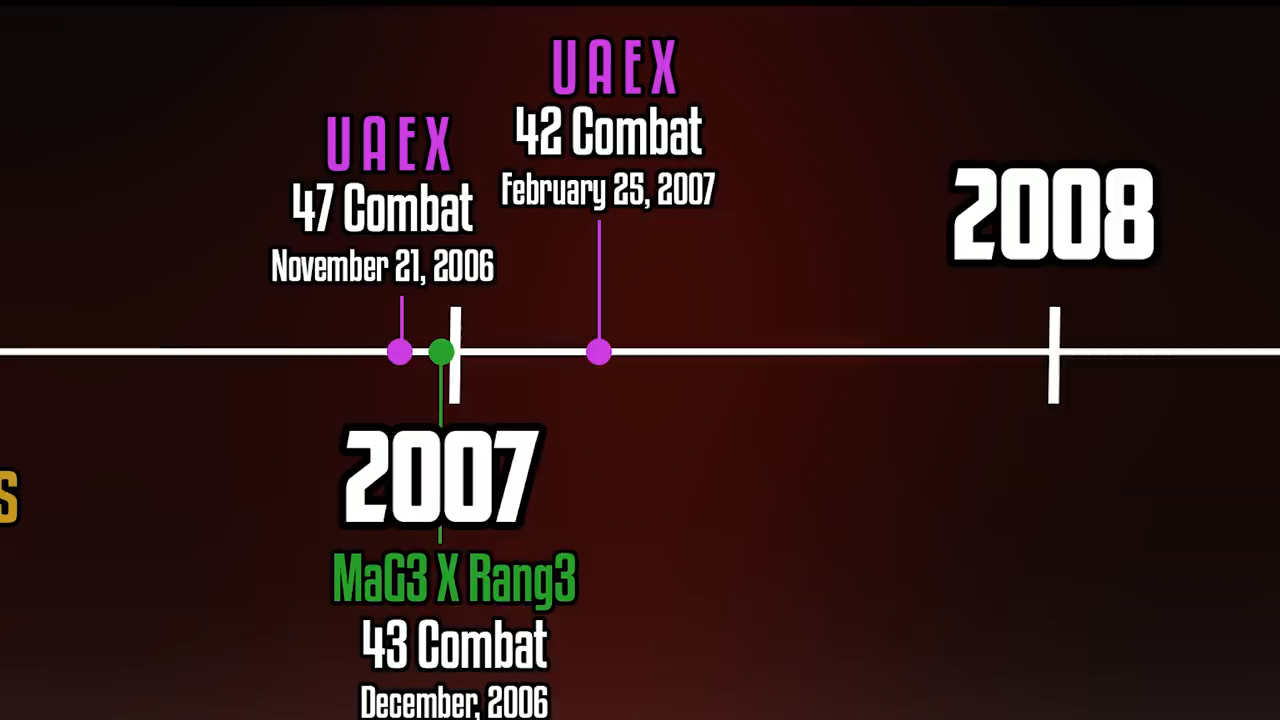 UAEX
42 Combat
February 25, 2007
UAEX
47 Combat
November 21, 2006
2008
2007
S
MaG3 X Rang3
43 Combat
December, 2006